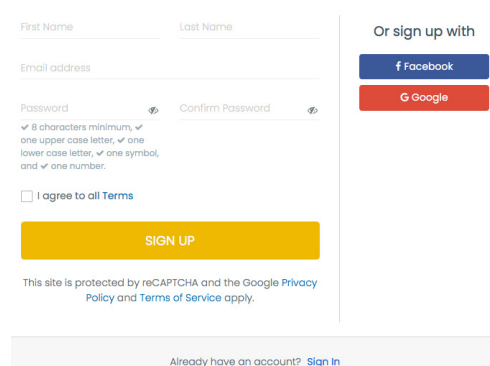 First Name
Last Name
Email address
Password
Confirm Password
✓ 8 characters minimum, ✓
one upper case letter, ✓ one
lower case letter, ✓ one symbol,
and ✓ one number.
I agree to all Terms
SIGN UP
This site is protected by reCAPTCHA and the Google Privacy
Policy and Terms of Service apply.
Or sign up with
f Facebook
G Google
Already have an account? Sign In